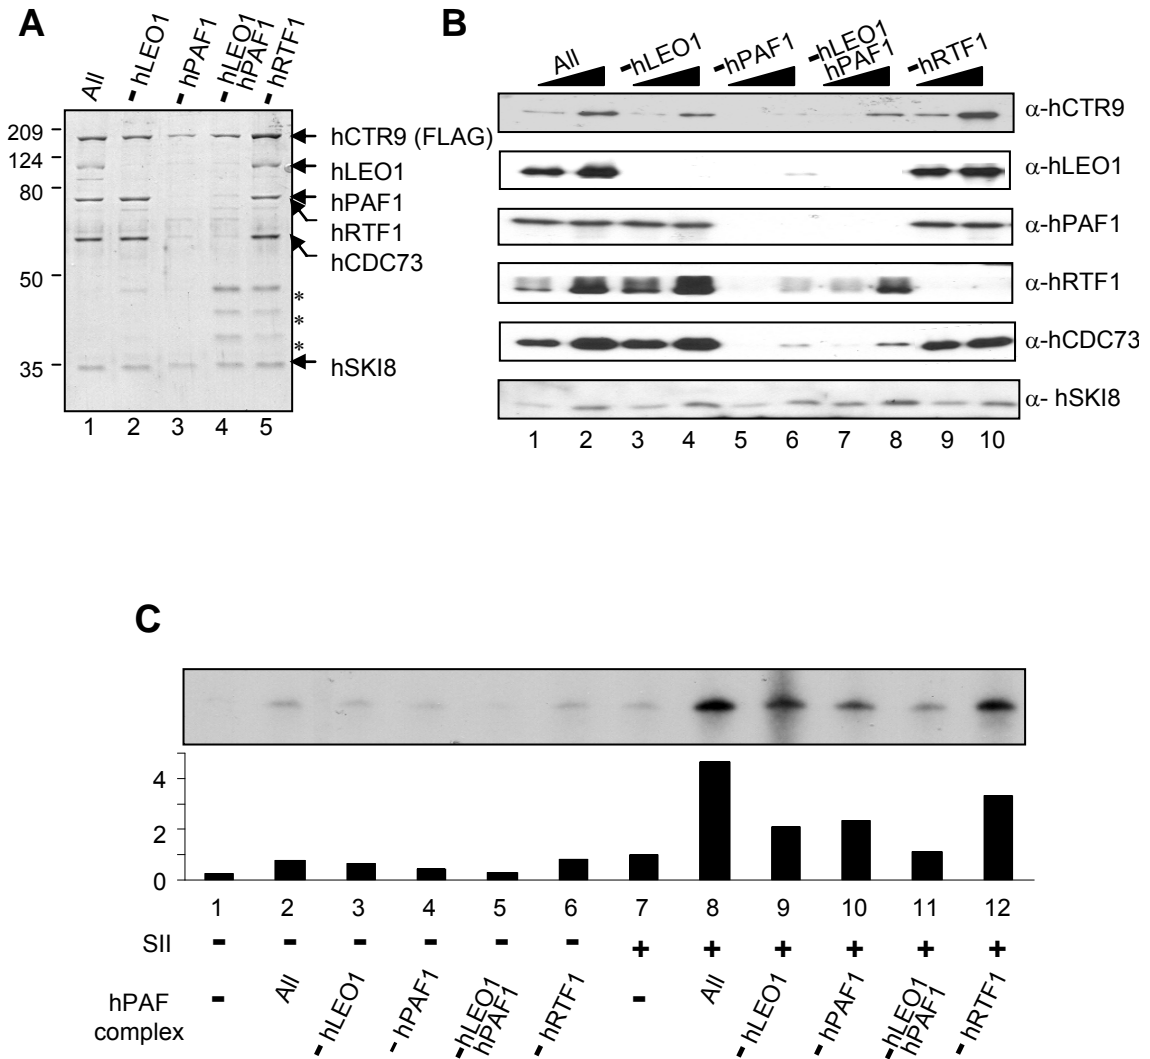 A
All
-hLEO1
-hPAF1
-hLEO1
hPAF1
-hRTF1
209
124
80
50
35
hCTR9 (FLAG)
hLEO1
hPAF1
hRTF1
hCDC73
*
*
*
hSKI8
1 2 3 4 5
B
All
-hLEO1
-hPAF1
-hLEO1
hPAF1
-hRTF1
α-hCTR9
α-hLEO1
α-hPAF1
α-hRTF1
α-hCDC73
α- hSKI8
1 2 3 4 5 6 7 8 9 10
C
4
2
0
1 2 3 4 5 6 7 8 9 10 11 12
SII - - - - - - + + + + + +
hPAF
complex
-
All
- hLEO1
- hPAF1
-hLEO1
hPAF1
- hRTF1
-
All
- hLEO1
- hPAF1
-hLEO1
hPAF1
- hRTF1